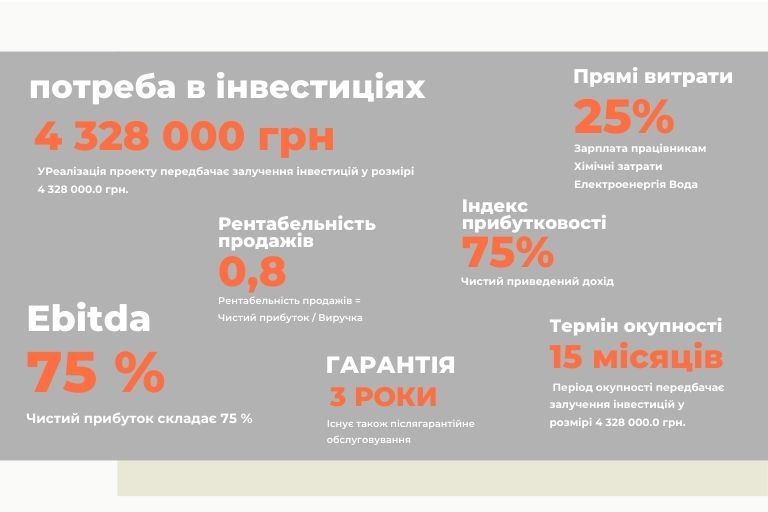 потреба в інвестиціях
4 328 000 грн
УРеалізація проекту передбачає залучення інвестицій у розмірі
4 328 000.0 грн.
Прямі витрати
25%
Зарплата працівникам
Хімічні затрати
Електроенергія Вода
Рентабельність
продажів
0,8
Рентабельність продажів =
Чистий прибуток / Виручка
Індекс
прибутковості
75%
Чистий приведений дохід
Ebitda
75 %
Чистий прибуток складає 75 %
ГАРАНТІЯ
3 РОКИ
Існує також післягарантійне
обслуговування
Термін окупності
15 місяців
Період окупності передбачає
залучення інвестицій у
розмірі 4 328 000.0 грн.